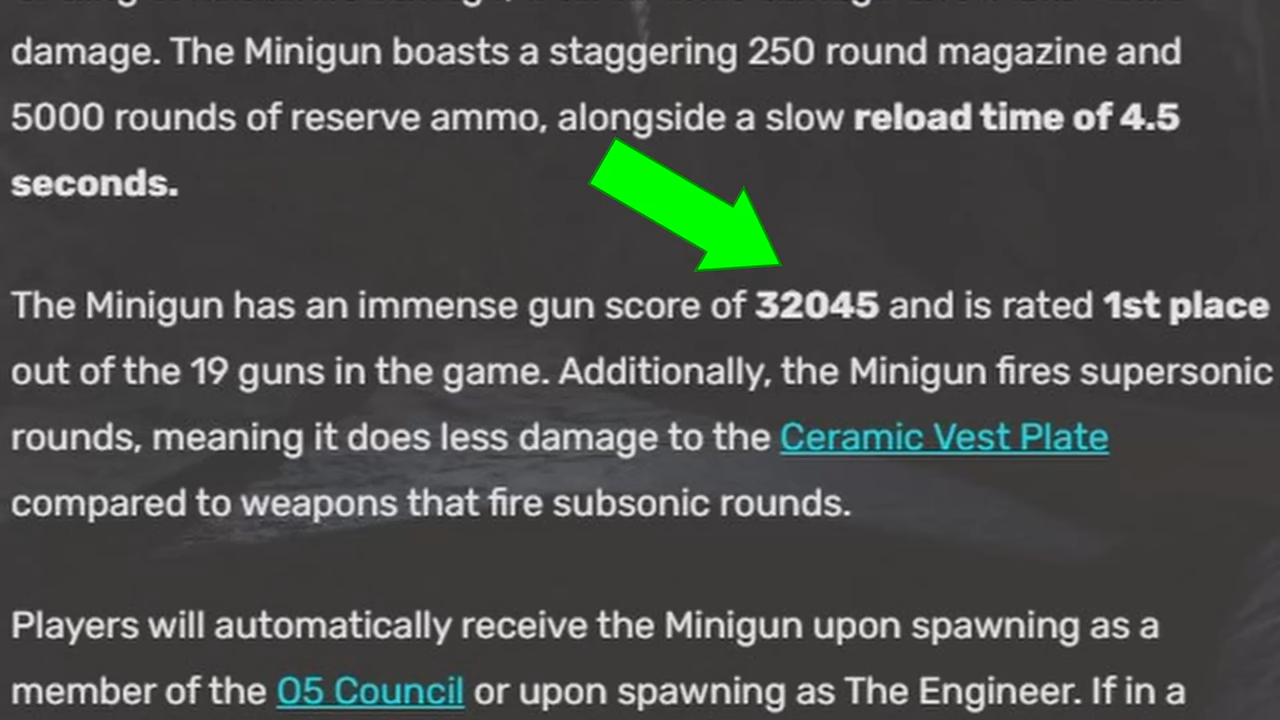 damage. The Minigun boasts a staggering 250 round magazine and
5000 rounds of reserve ammo, alongside a slow reload time of 4.5
seconds.
The Minigun has an immense gun score of 32045 and is rated 1st place
out of the 19 guns in the game. Additionally, the Minigun fires supersonic
rounds, meaning it does less damage to the Ceramic Vest Plate
compared to weapons that fire subsonic rounds.
Players will automatically receive the Minigun upon spawning as a
member of the O5 Council or upon spawning as The Engineer. If in a